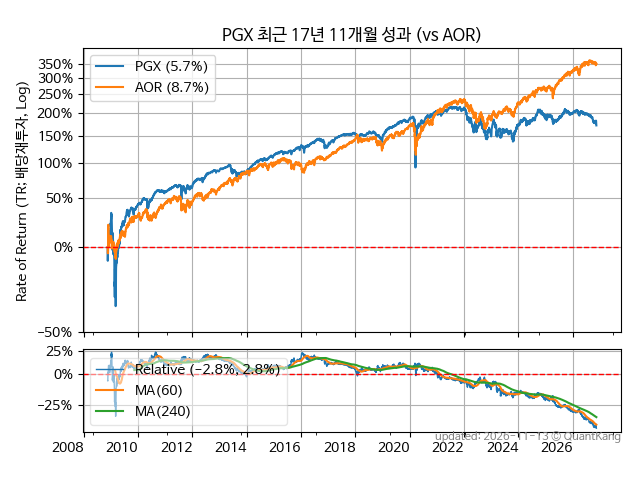 PGX 최근 17년 11개월 성과 (vs AOR)
Rate of Return (TR: 배당재투자, Log)
350%
300%
250%
200%
150%
100%
50%
0%
−50%
PGX (5.7%)
AOR (8.7%)
25%
0%
−25%
Relative (−2.8%, 2.8%)
MA(60)
MA(240)
2008 2010 2012 2014 2016 2018 2020 2022 2024 2026
updated: 2026-11-13 © QuantKang